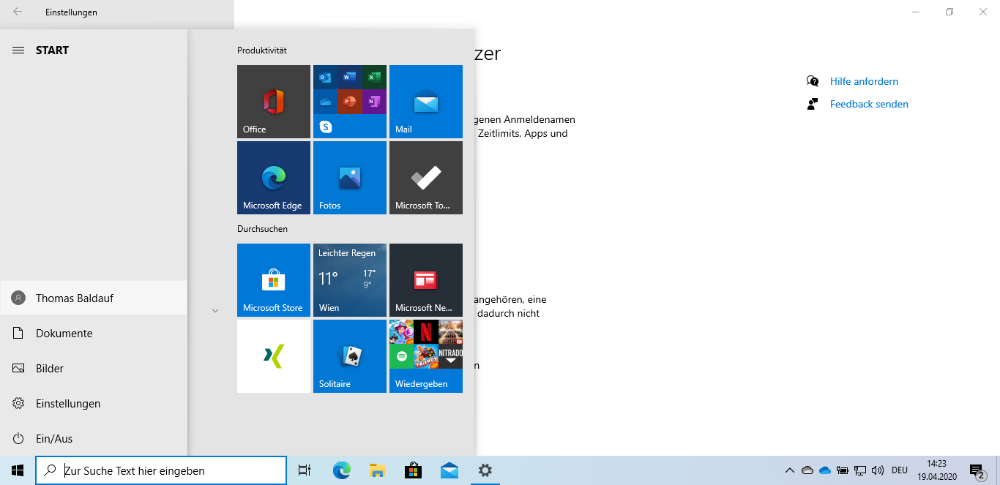 Einstellungen
START
Produktivität
zer
Hilfe anfordern
Feedback senden
Office
Mail
genen Anmeldenamen
Zeitlimits, Apps und
Microsoft Edge
Fotos
Microsoft To...
Durchsuchen
Leichter Regen
11°
17°
9°
Microsoft Store
Wien
Microsoft Ne...
Thomas Baldauf
angehören, eine
dadurch nicht
Dokumente
Bilder
n
NITRADO
FRIENDS
Solitaire
Wiedergeben
Einstellungen
Ein/Aus
Zur Suche Text hier eingeben
DEU
14:23
19.04.2020
2